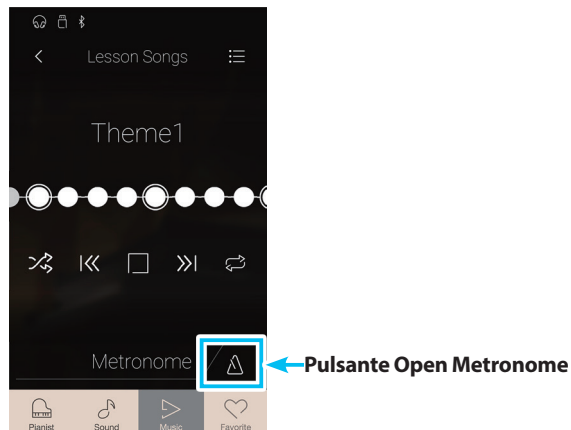 Lesson Songs
Theme1
Metronome
Pulsante Open Metronome
Pianist Sound Music Favorite